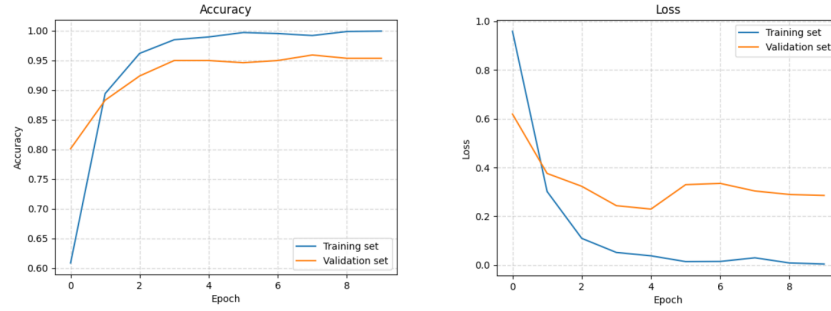 Accuracy
1.00
0.95
0.90
0.85
0.80
0.75
0.70
0.65
0.60
Accuracy
0 2 4 6 8
Epoch
Training set
Validation set
Loss
1.0
0.8
0.6
0.4
0.2
0.0
Loss
0 2 4 6 8
Epoch
Training set
Validation set